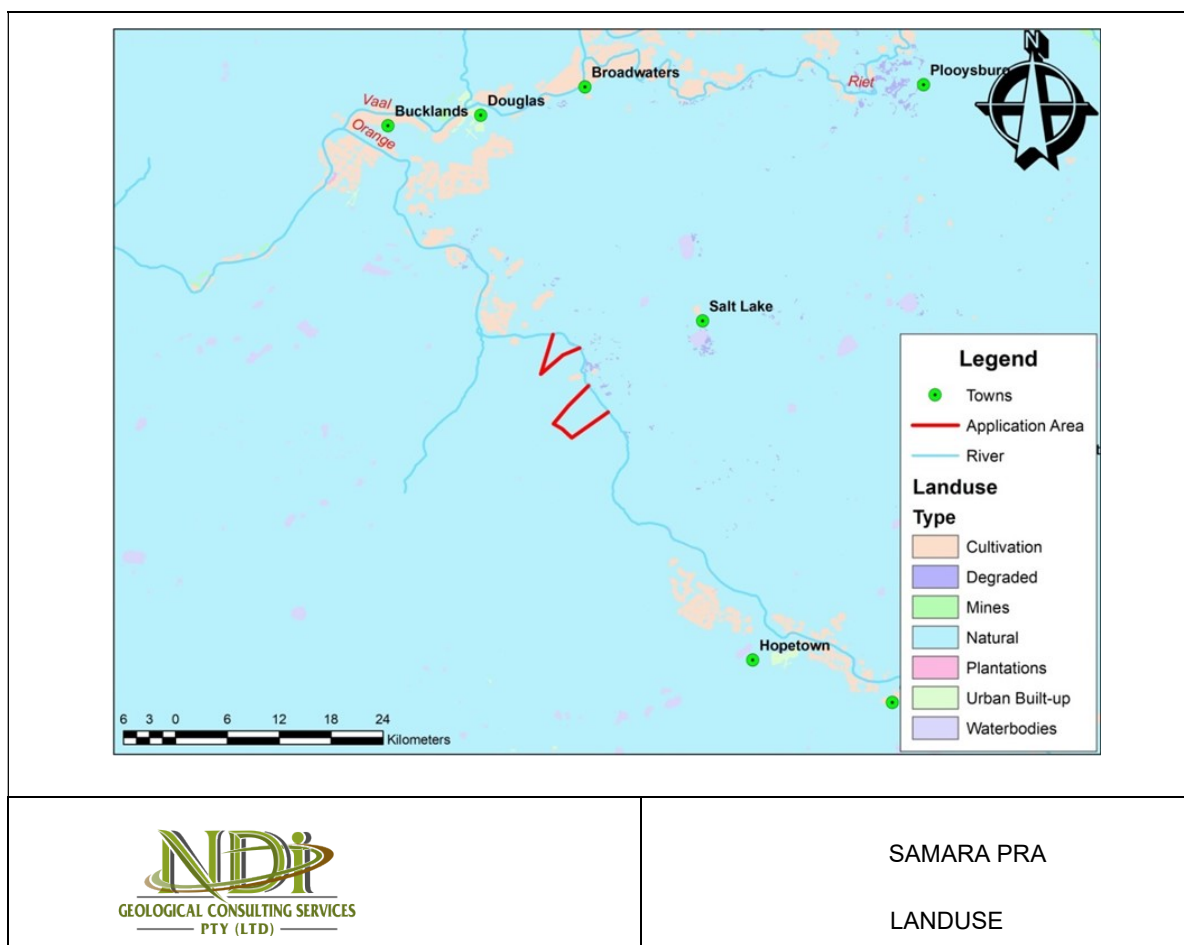 N
Broadwaters
Plooysburg
Riet
Vaal
Bucklands
Douglas
Orange
Salt Lake
Legend
Towns
Application Area
River
Landuse
Type
Cultivation
Degraded
Mines
Natural
Plantations
Urban Built-up
Waterbodies
Hopetown
6 3 0 6 12 18 24
Kilometers
NDi
GEOLOGICAL CONSULTING SERVICES
PTY (LTD)
SAMARA PRA
LANDUSE